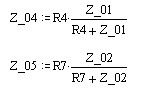 Z_04 := R4 · Z_01 / (R4 + Z_01)
Z_05 := R7 · Z_02 / (R7 + Z_02)